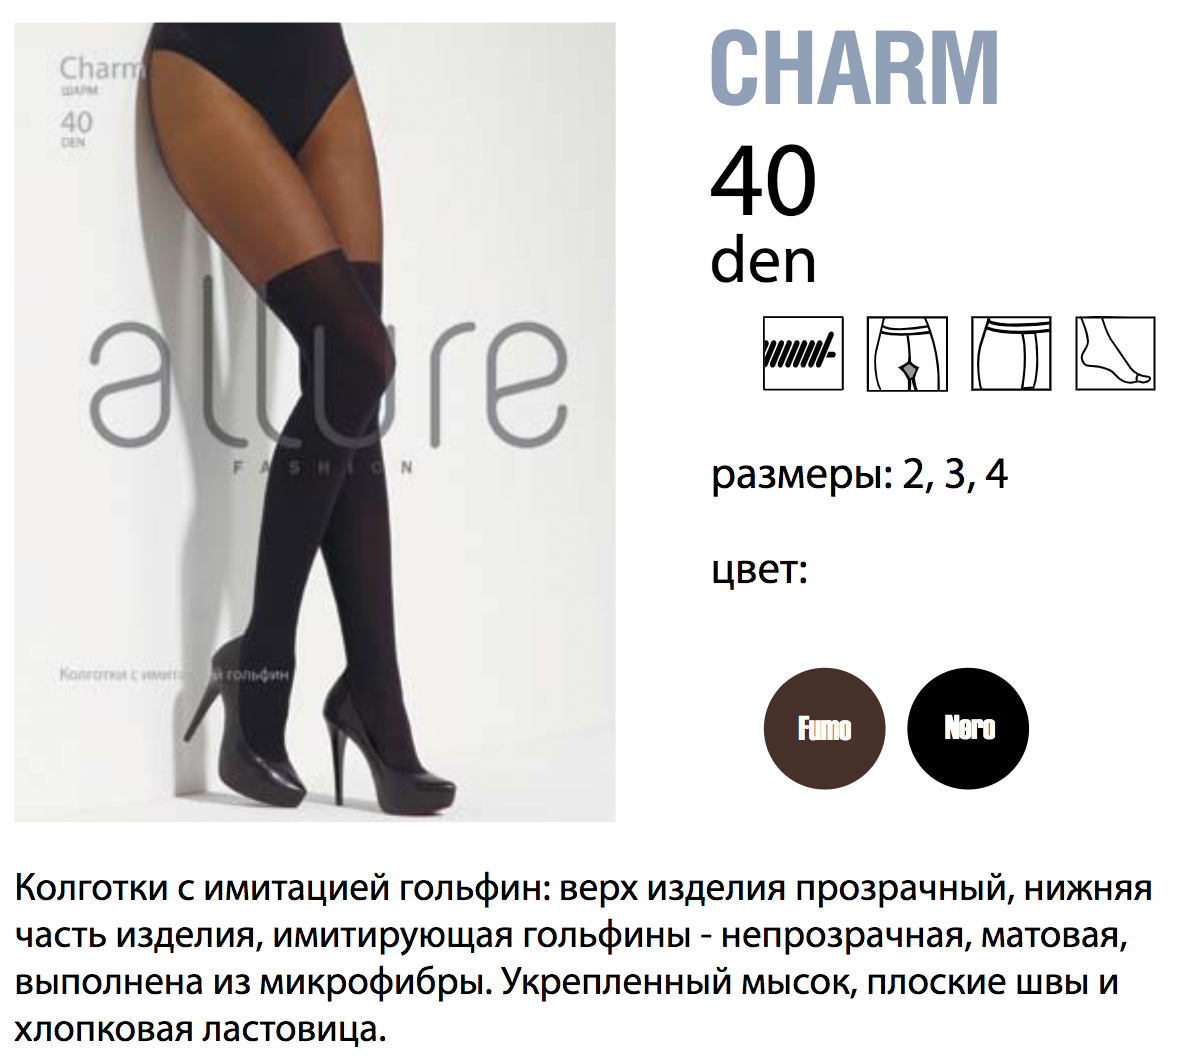 Charm
ШАРМ
40
DEN
allure
FASHION
Колготки с имитацией гольфин
CHARM
40
den
размеры: 2, 3, 4
цвет:
Fumo
Nero
Колготки с имитацией гольфин: верх изделия прозрачный, нижняя
часть изделия, имитирующая гольфины - непрозрачная, матовая,
выполнена из микрофибры. Укрепленный мысок, плоские швы и
хлопковая ластовица.